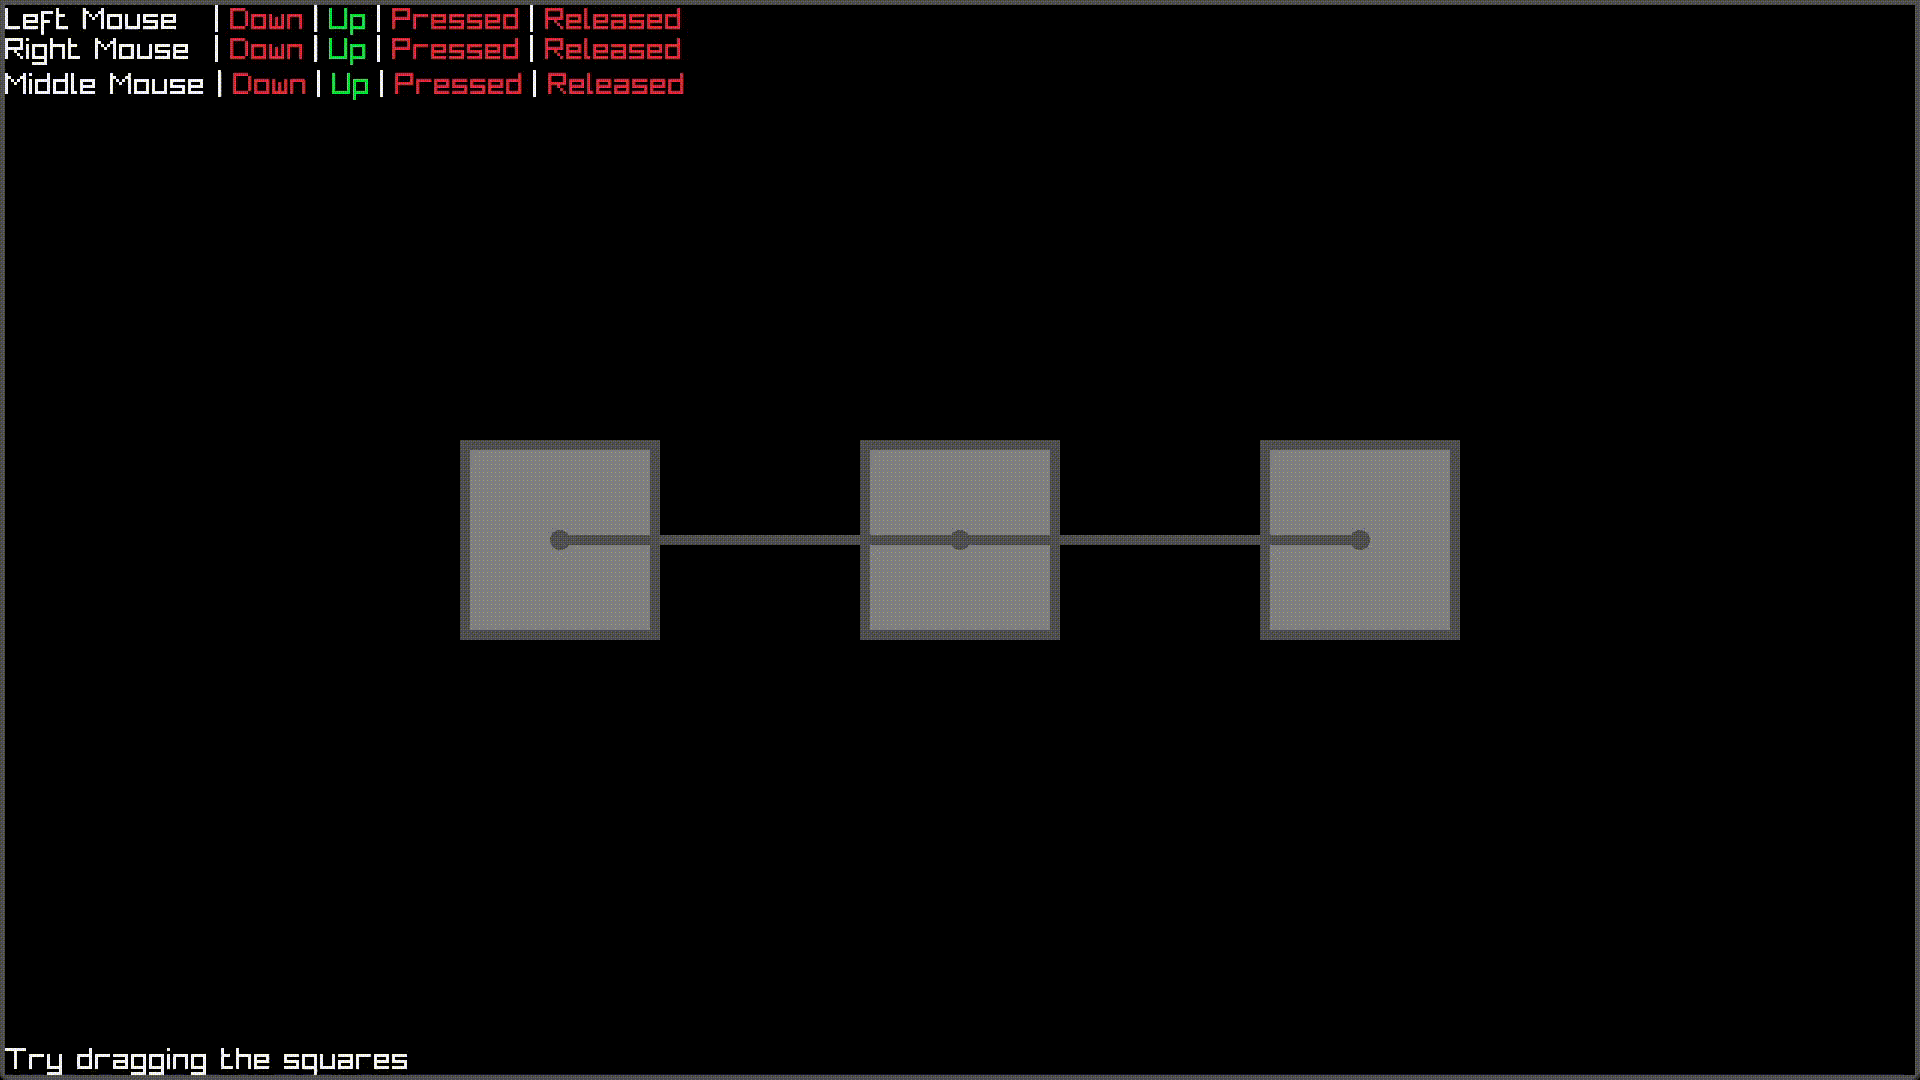 Left Mouse | Down | Up | Pressed | Released
Right Mouse | Down | Up | Pressed | Released
Middle Mouse | Down | Up | Pressed | Released
Try dragging the squares